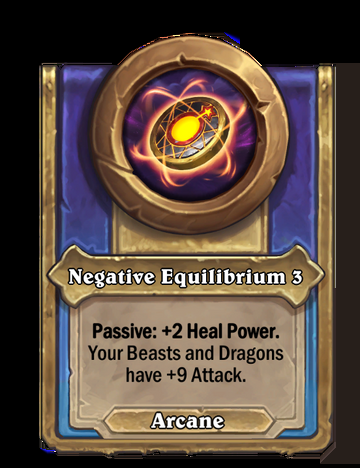 Negative Equilibrium 3
Passive: +2 Heal Power.
Your Beasts and Dragons
have +9 Attack.
Arcane